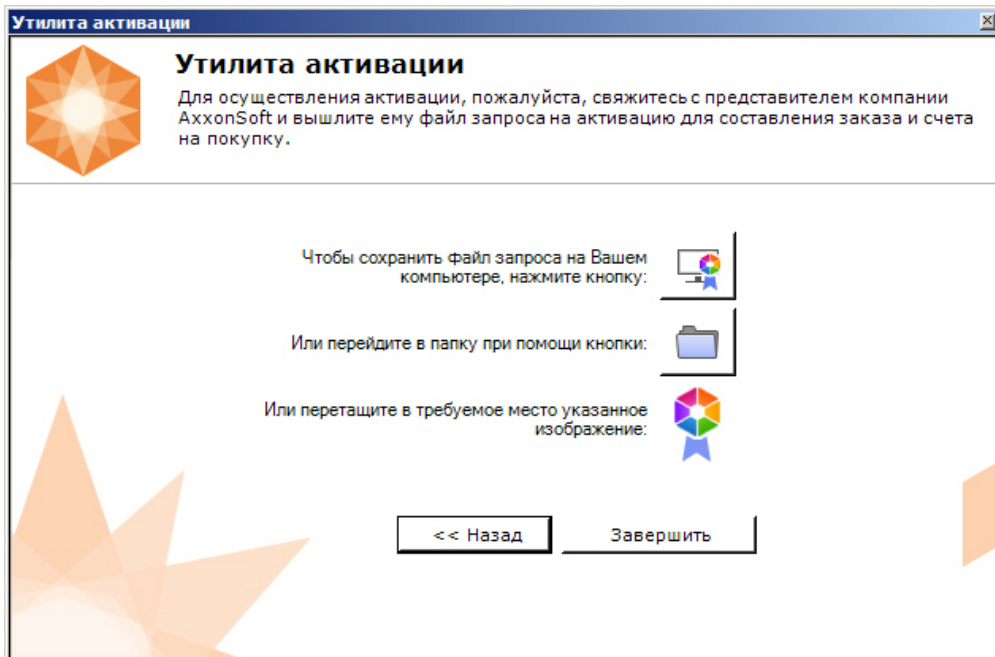 Утилита активации
Утилита активации
Для осуществления активации, пожалуйста, свяжитесь с представителем компании
AxxonSoft и вышлите ему файл запроса на активацию для составления заказа и счета
на покупку.
Чтобы сохранить файл запроса на Вашем
компьютере, нажмите кнопку:
Или перейдите в папку при помощи кнопки:
Или перетащите в требуемое место указанное
изображение:
<< Назад
Завершить